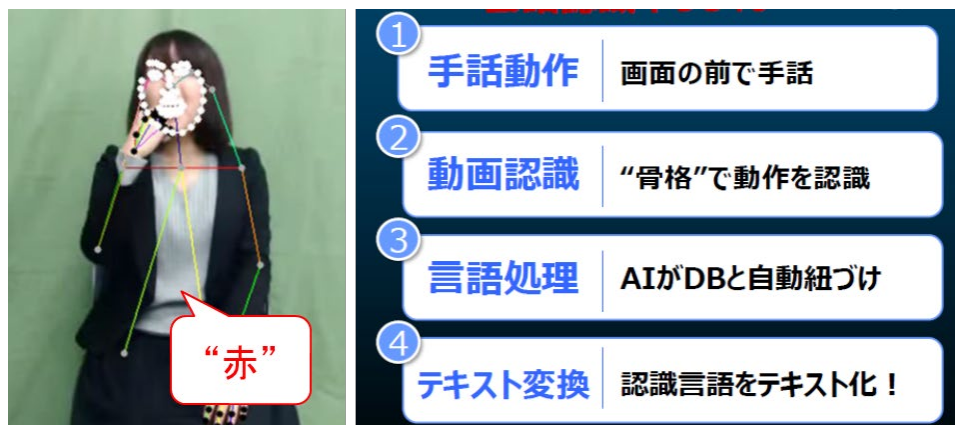 “赤”
①
手話動作
画面の前で手話
②
動画認識
“骨格”で動作を認識
③
言語処理
AIがDBと自動紐づけ
④
テキスト変換
認識言語をテキスト化!